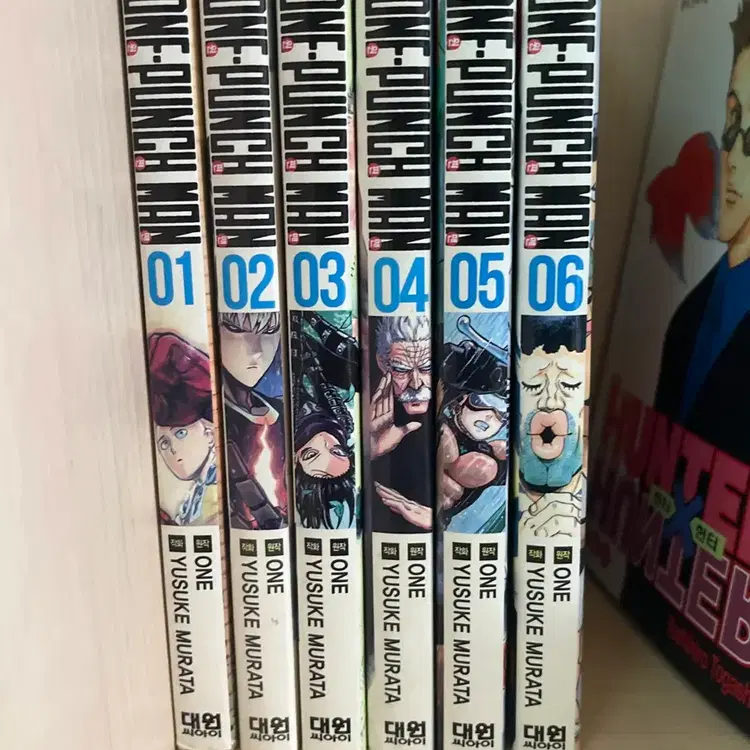 ONE-PUNCH MAN
01
작화 원작
ONE
YUSUKE MURATA
대원
씨아이
ONE-PUNCH MAN
02
작화 원작
ONE
YUSUKE MURATA
대원
씨아이
ONE-PUNCH MAN
03
작화 원작
ONE
YUSUKE MURATA
대원
씨아이
ONE-PUNCH MAN
04
작화 원작
ONE
YUSUKE MURATA
대원
씨아이
ONE-PUNCH MAN
05
작화 원작
ONE
YUSUKE MURATA
대원
씨아이
ONE-PUNCH MAN
06
작화 원작
ONE
YUSUKE MURATA
대원
씨아이
HUNTER
헌터 X 헌터
HUNTER